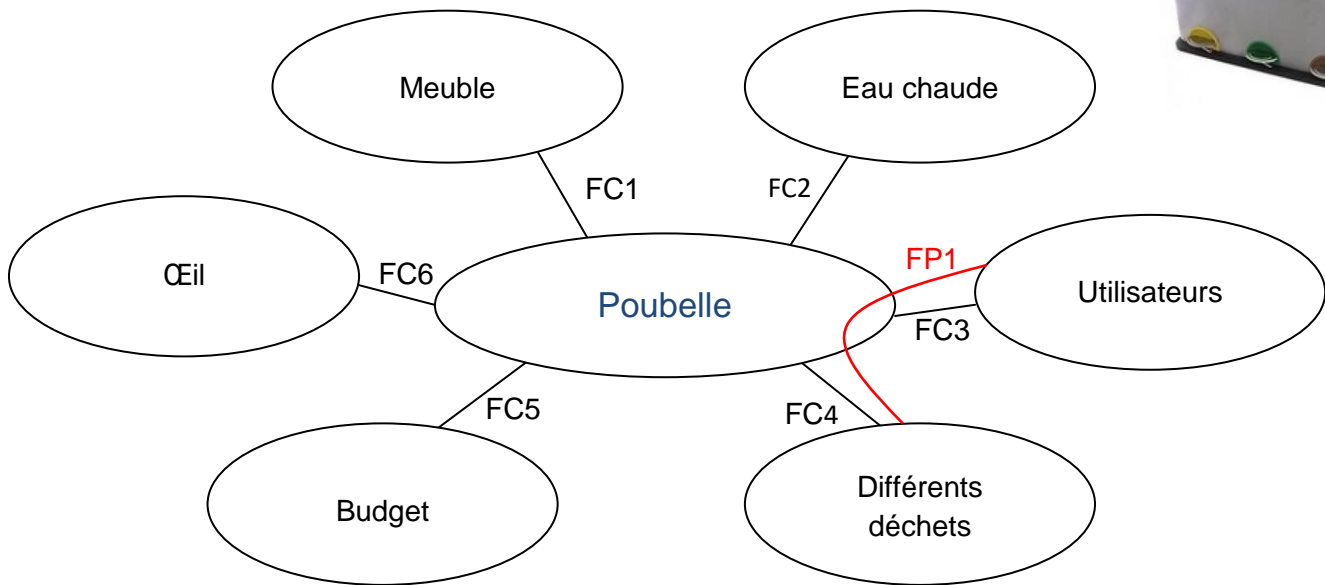 Meuble
Eau chaude
FC1
FC2
Œil
FC6
Poubelle
FP1
FC3
Utilisateurs
FC5
FC4
Budget
Différents
déchets